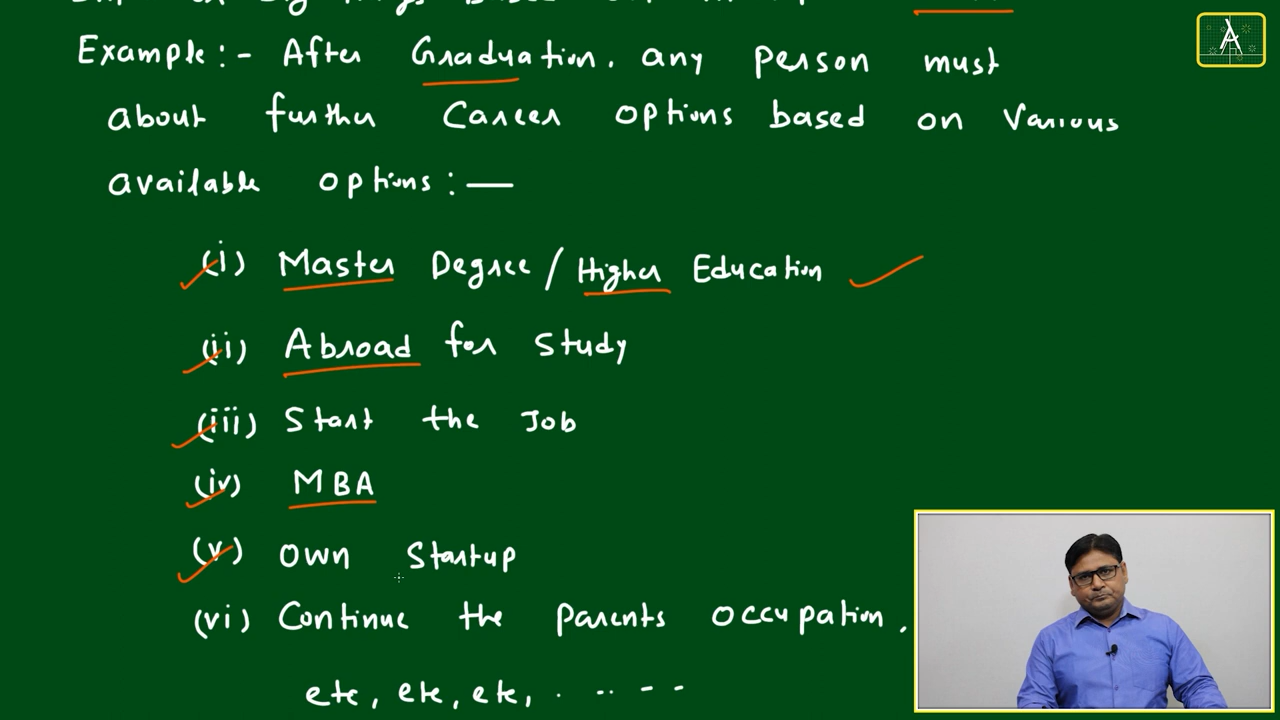 Example:- After Graduation, any person must
about further Career options based on Various
available options:—
(i) Master Degree / Higher Education
(ii) Abroad for study
(iii) Start the Job
(iv) MBA
(v) Own Startup
(vi) Continue the parents occupation.
etc, etc, etc, . .. - -